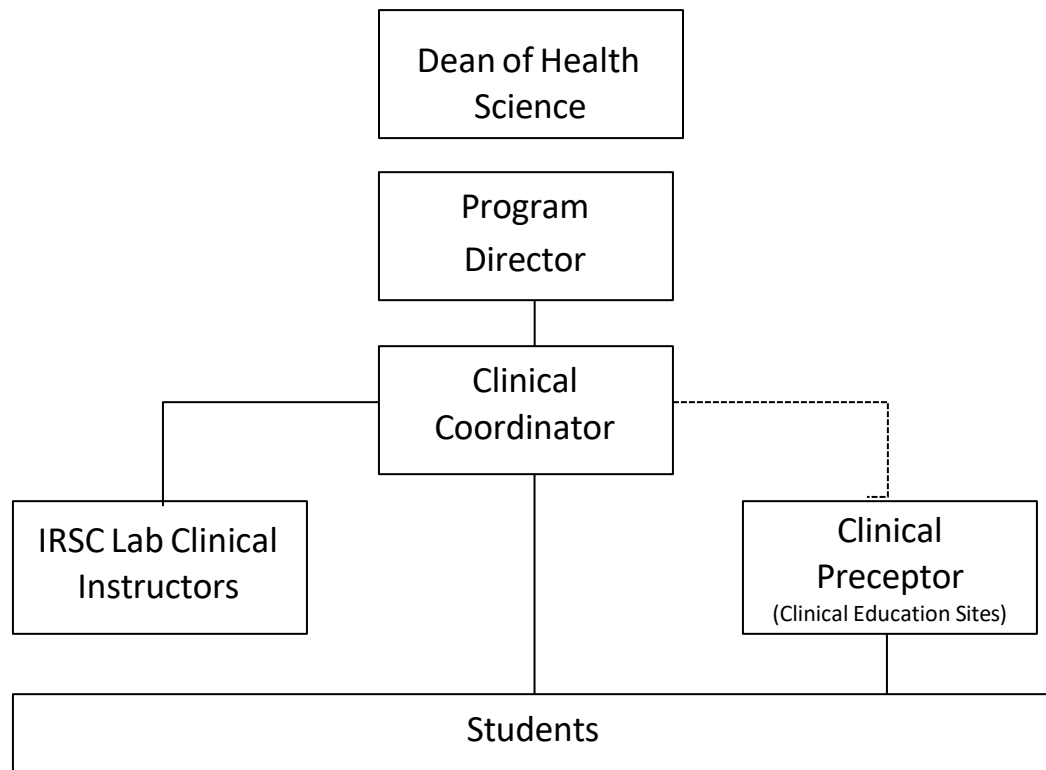 Dean of Health
Science
Program
Director
Clinical
Coordinator
IRSC Lab Clinical
Instructors
Clinical
Preceptor
(Clinical Education Sites)
Students